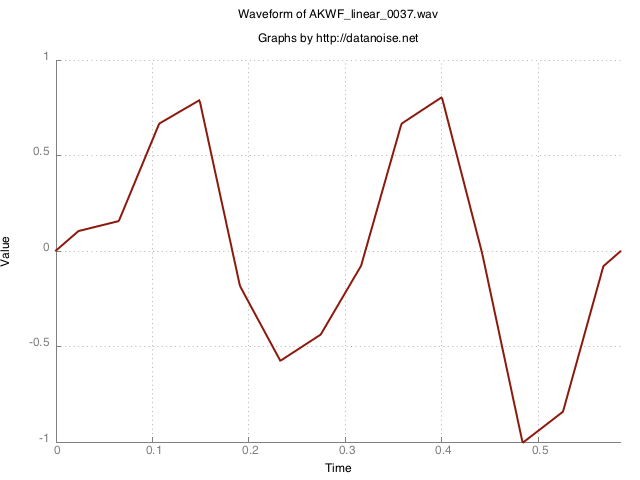 Waveform of AKWF_linear_0037.wav
Graphs by http://datanoise.net
1
0.5
0
-0.5
-1
Value
0 0.1 0.2 0.3 0.4 0.5
Time